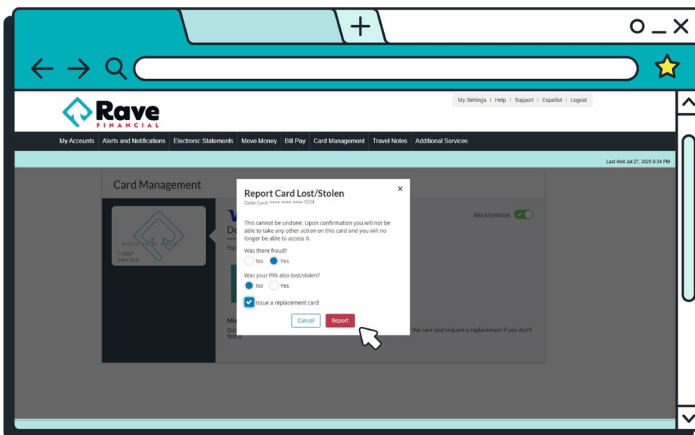 My Settings | Help | Support | Español | Logout
Rave
FINANCIAL
My Accounts Alerts and Notifications Electronic Statements Move Money Bill Pay Card Management Travel Notes Additional Services
Last Visit Jul 27, 2025 8:34 PM
Card Management
Report Card Lost/Stolen
Debit Card: **** **** **** 1234
Block/Unblock
This cannot be undone. Upon confirmation you will not be
able to take any other action on this card and you will no
longer be able to access it.
Was there fraud?
No Yes
Was your PIN also lost/stolen?
No Yes
Issue a replacement card
Cancel Report
the card and request a replacement if you don't